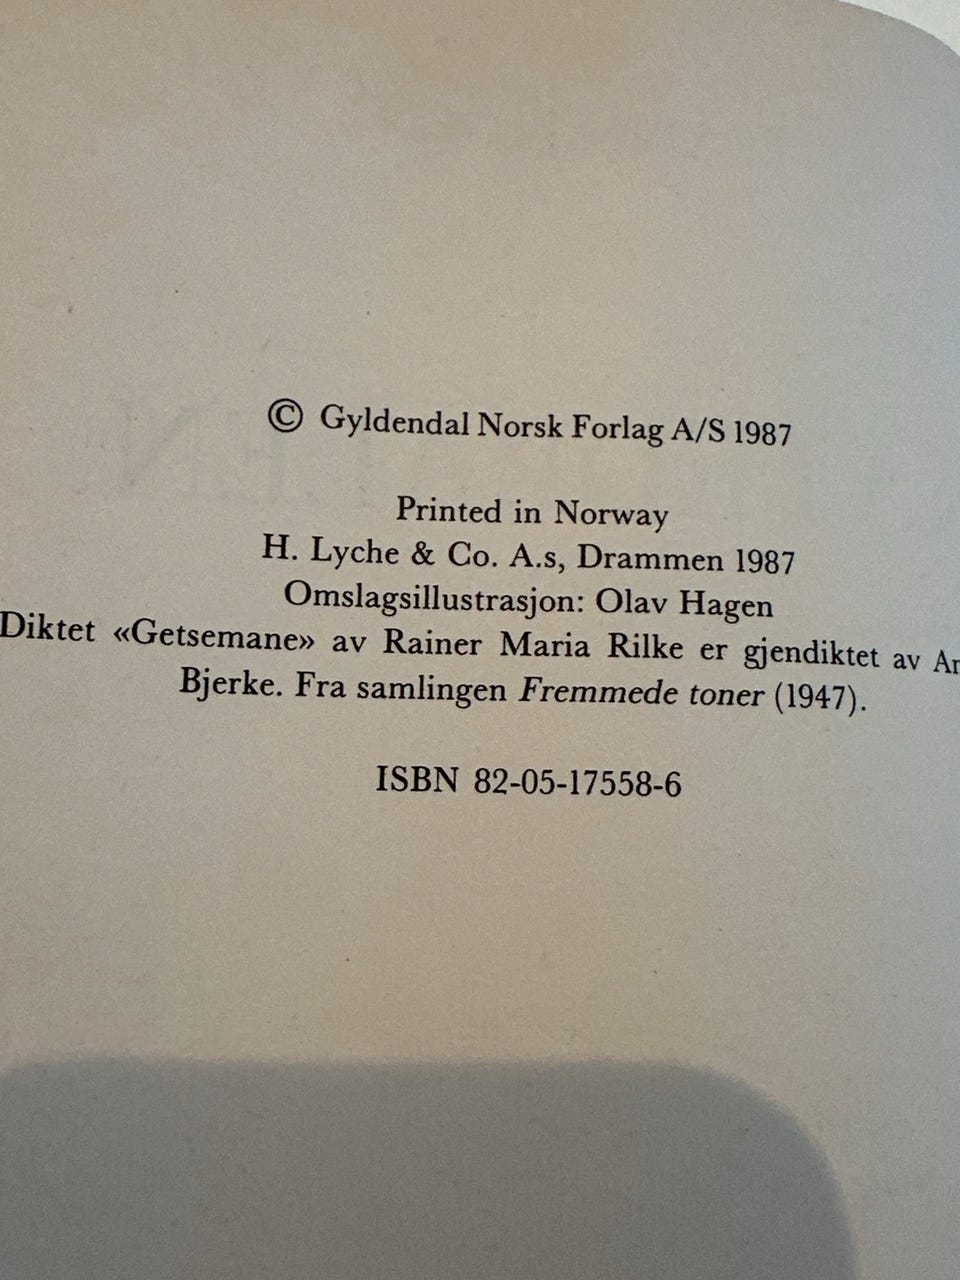 © Gyldendal Norsk Forlag A/S 1987
Printed in Norway
H. Lyche & Co. A.s, Drammen 1987
Omslagsillustrasjon: Olav Hagen
Diktet «Getsemane» av Rainer Maria Rilke er gjendiktet av
Bjerke. Fra samlingen Fremmede toner (1947).
ISBN 82-05-17558-6